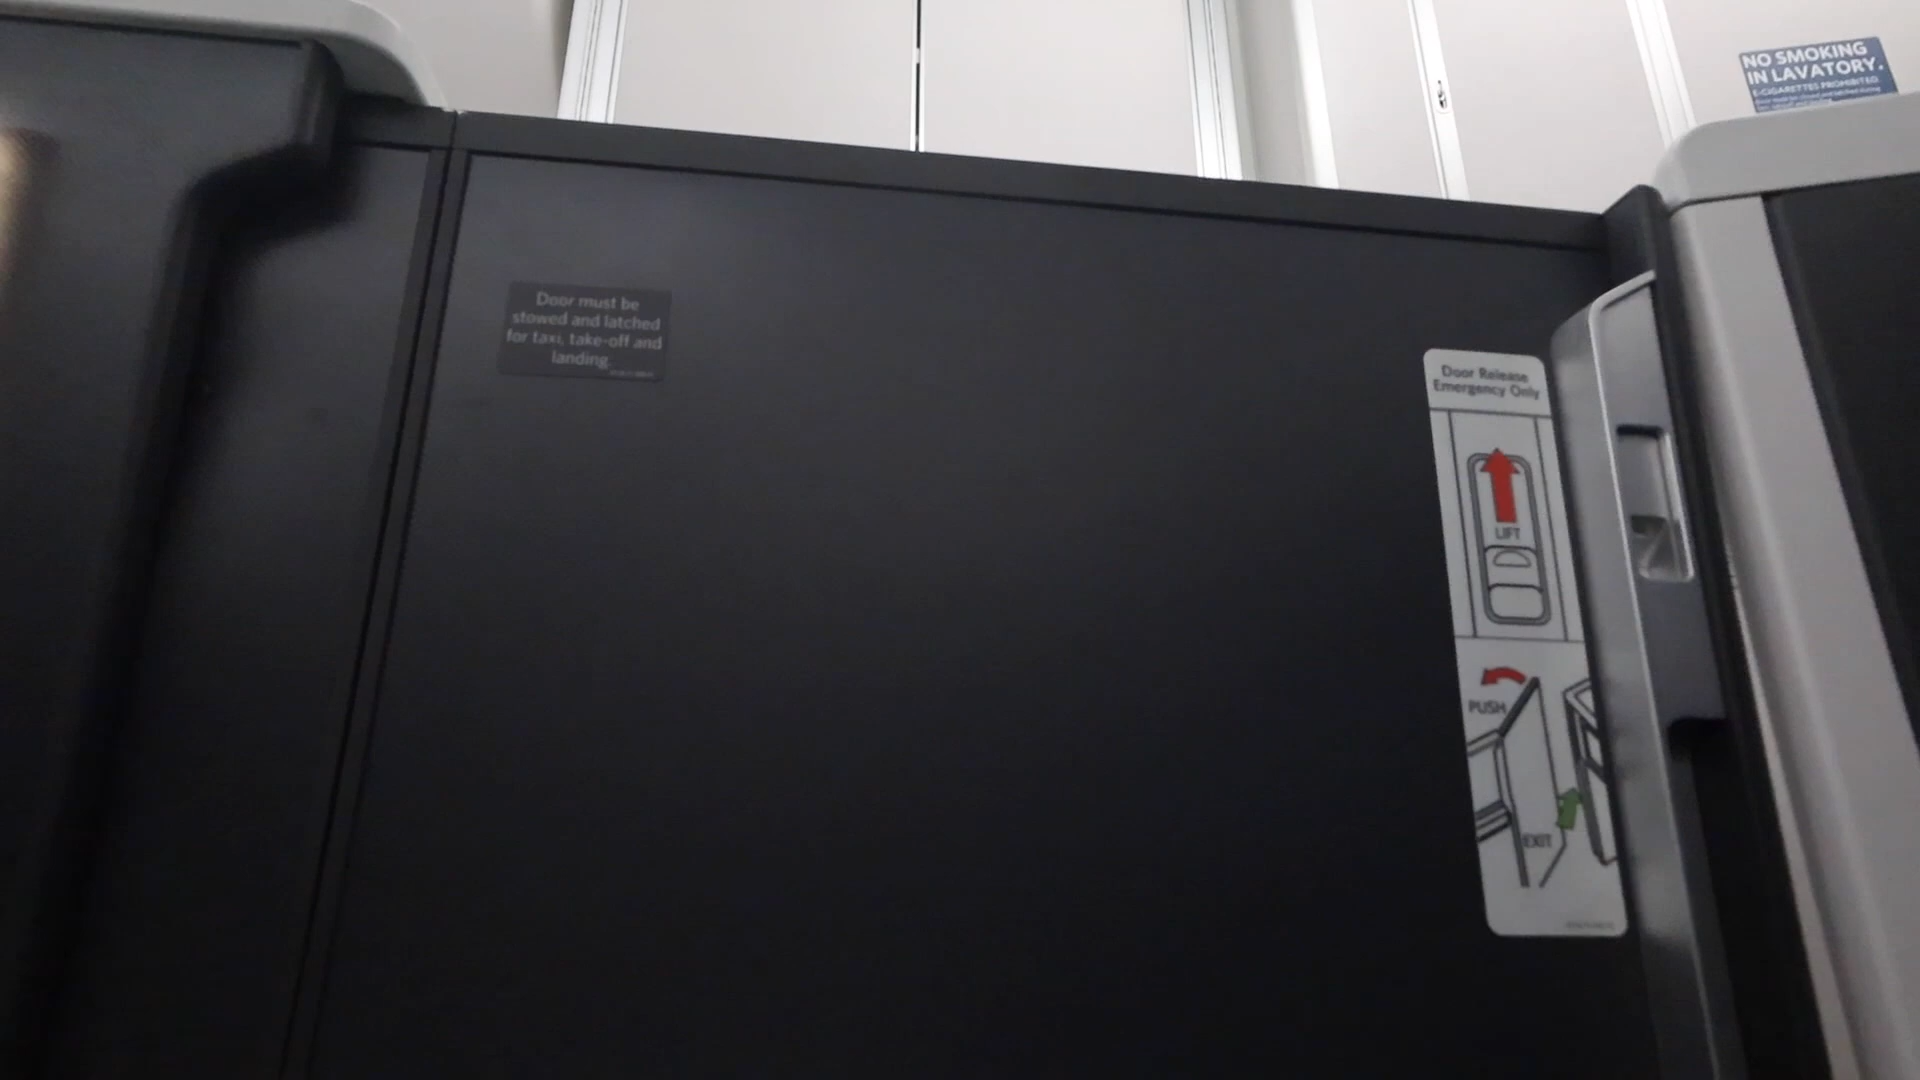 NO SMOKING
IN LAVATORY.
E-CIGARETTES PROHIBITED
Door must be
stowed and latched
for taxi, take-off and
landing.
Door Release
Emergency Only
LIFT
PUSH
EXIT